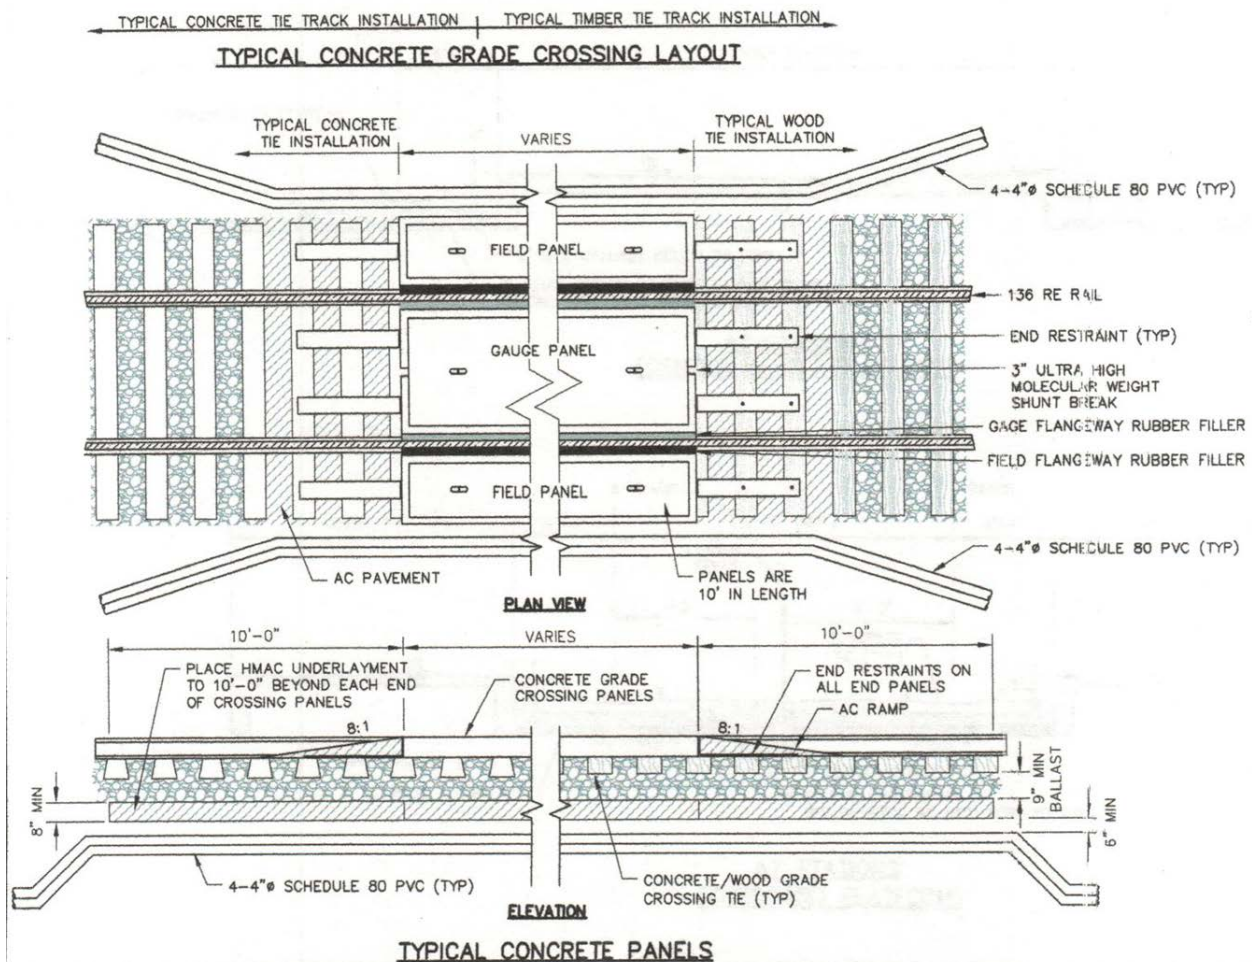 TYPICAL CONCRETE TIE TRACK INSTALLATION
TYPICAL TIMBER TIE TRACK INSTALLATION
TYPICAL CONCRETE GRADE CROSSING LAYOUT
TYPICAL CONCRETE
TIE INSTALLATION
VARIES
TYPICAL WOOD
TIE INSTALLATION
4-4"ø SCHEDULE 80 PVC (TYP)
FIELD PANEL
136 RE RAIL
END RESTRAINT (TYP)
GAUGE PANEL
3" ULTRA HIGH
MOLECULAR WEIGHT
SHUNT BREAK
GAGE FLANGEWAY RUBBER FILLER
FIELD FLANGEWAY RUBBER FILLER
FIELD PANEL
4-4"ø SCHEDULE 80 PVC (TYP)
AC PAVEMENT
PANELS ARE
10' IN LENGTH
PLAN VIEW
10'-0"
VARIES
10'-0"
PLACE HMAC UNDERLAYMENT
TO 10'-0" BEYOND EACH END
OF CROSSING PANELS
CONCRETE GRADE
CROSSING PANELS
END RESTRAINTS ON
ALL END PANELS
AC RAMP
8:1
8:1
8" MIN
9" MIN
BALLAST
6" MIN
4-4"ø SCHEDULE 80 PVC (TYP)
CONCRETE/WOOD GRADE
CROSSING TIE (TYP)
ELEVATION
TYPICAL CONCRETE PANELS